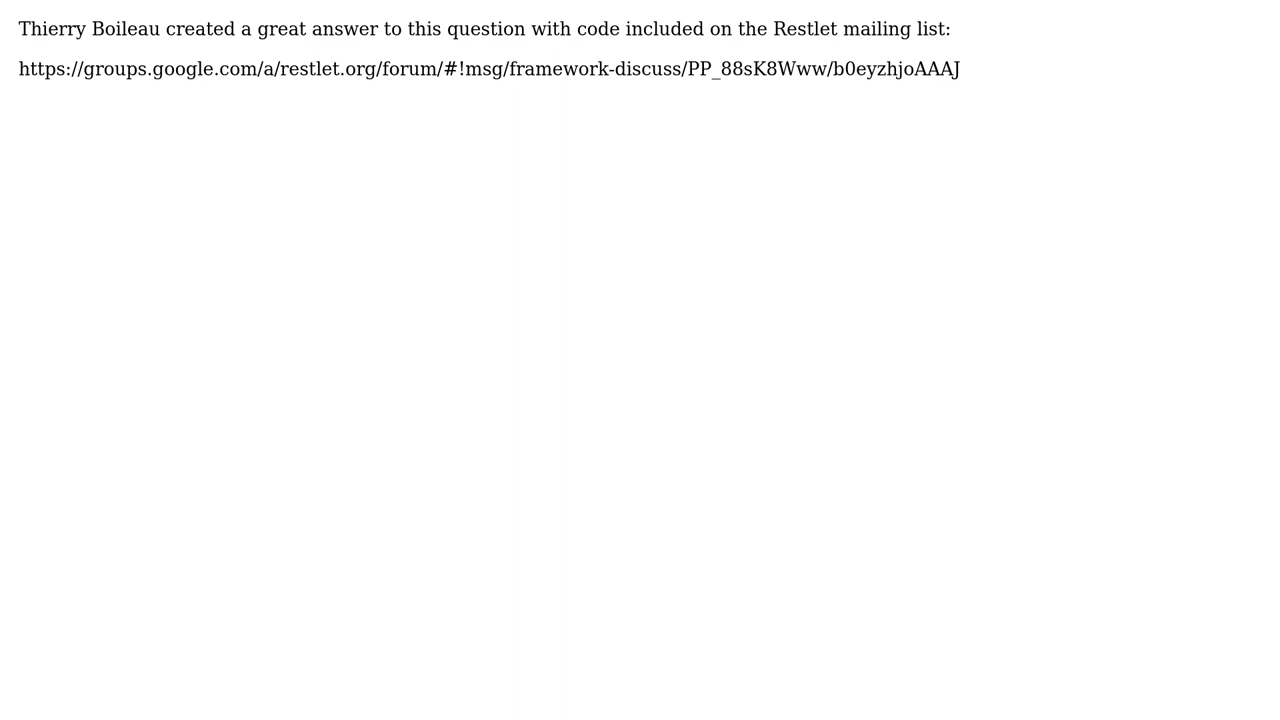 Thierry Boileau created a great answer to this question with code included on the Restlet mailing list:
https://groups.google.com/a/restlet.org/forum/#!msg/framework-discuss/PP_88sK8Www/b0eyzhjoAAAJ